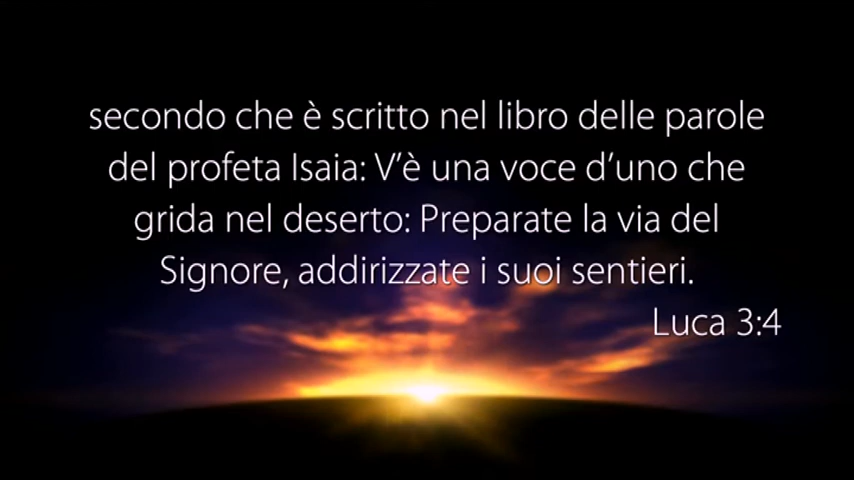 secondo che è scritto nel libro delle parole
del profeta Isaia: V’è una voce d’uno che
grida nel deserto: Preparate la via del
Signore, addirizzate i suoi sentieri.
Luca 3:4